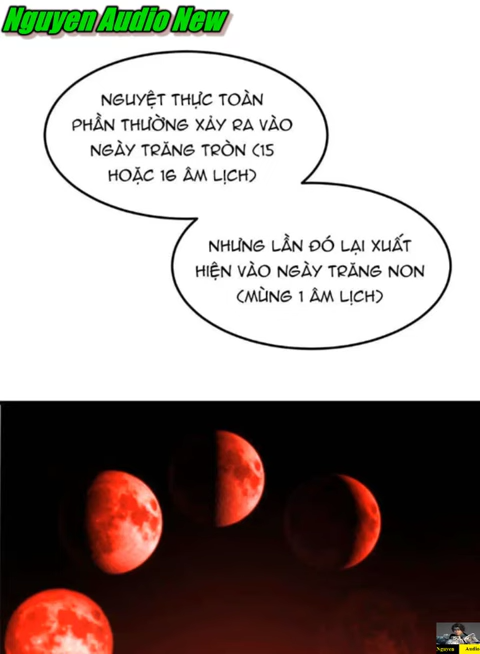 Nguyen Audio New
NGUYỆT THỰC TOÀN
PHẦN THƯỜNG XẢY RA VÀO
NGÀY TRĂNG TRÒN (15
HOẶC 16 ÂM LỊCH)
NHƯNG LẦN ĐÓ LẠI XUẤT
HIỆN VÀO NGÀY TRĂNG NON
(MÙNG 1 ÂM LỊCH)
Nguyen Audio